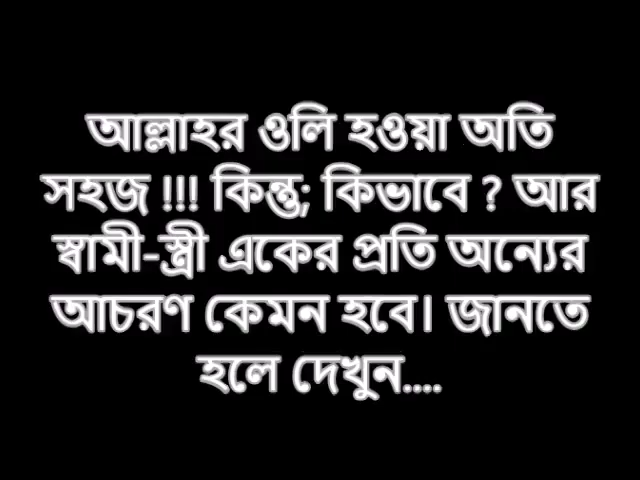 আল্লাহর ওলি হওয়া অতি
সহজ !!! কিন্তু; কিভাবে ? আর
স্বামী-স্ত্রী একের প্রতি অন্যের
আচরণ কেমন হবে। জানতে
হলে দেখুন....